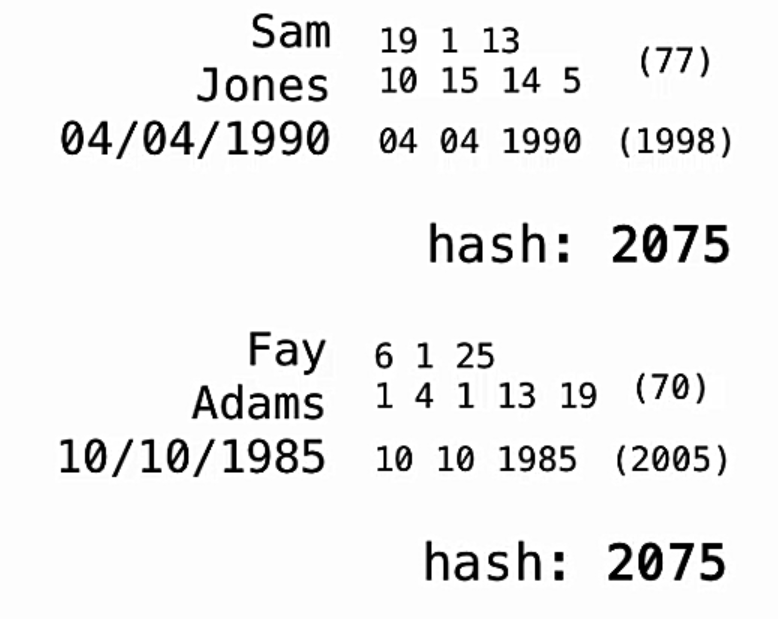 Sam 19 1 13 (77)
Jones 10 15 14 5
04/04/1990 04 04 1990 (1998)
hash: 2075
Fay 6 1 25
Adams 1 4 1 13 19 (70)
10/10/1985 10 10 1985 (2005)
hash: 2075